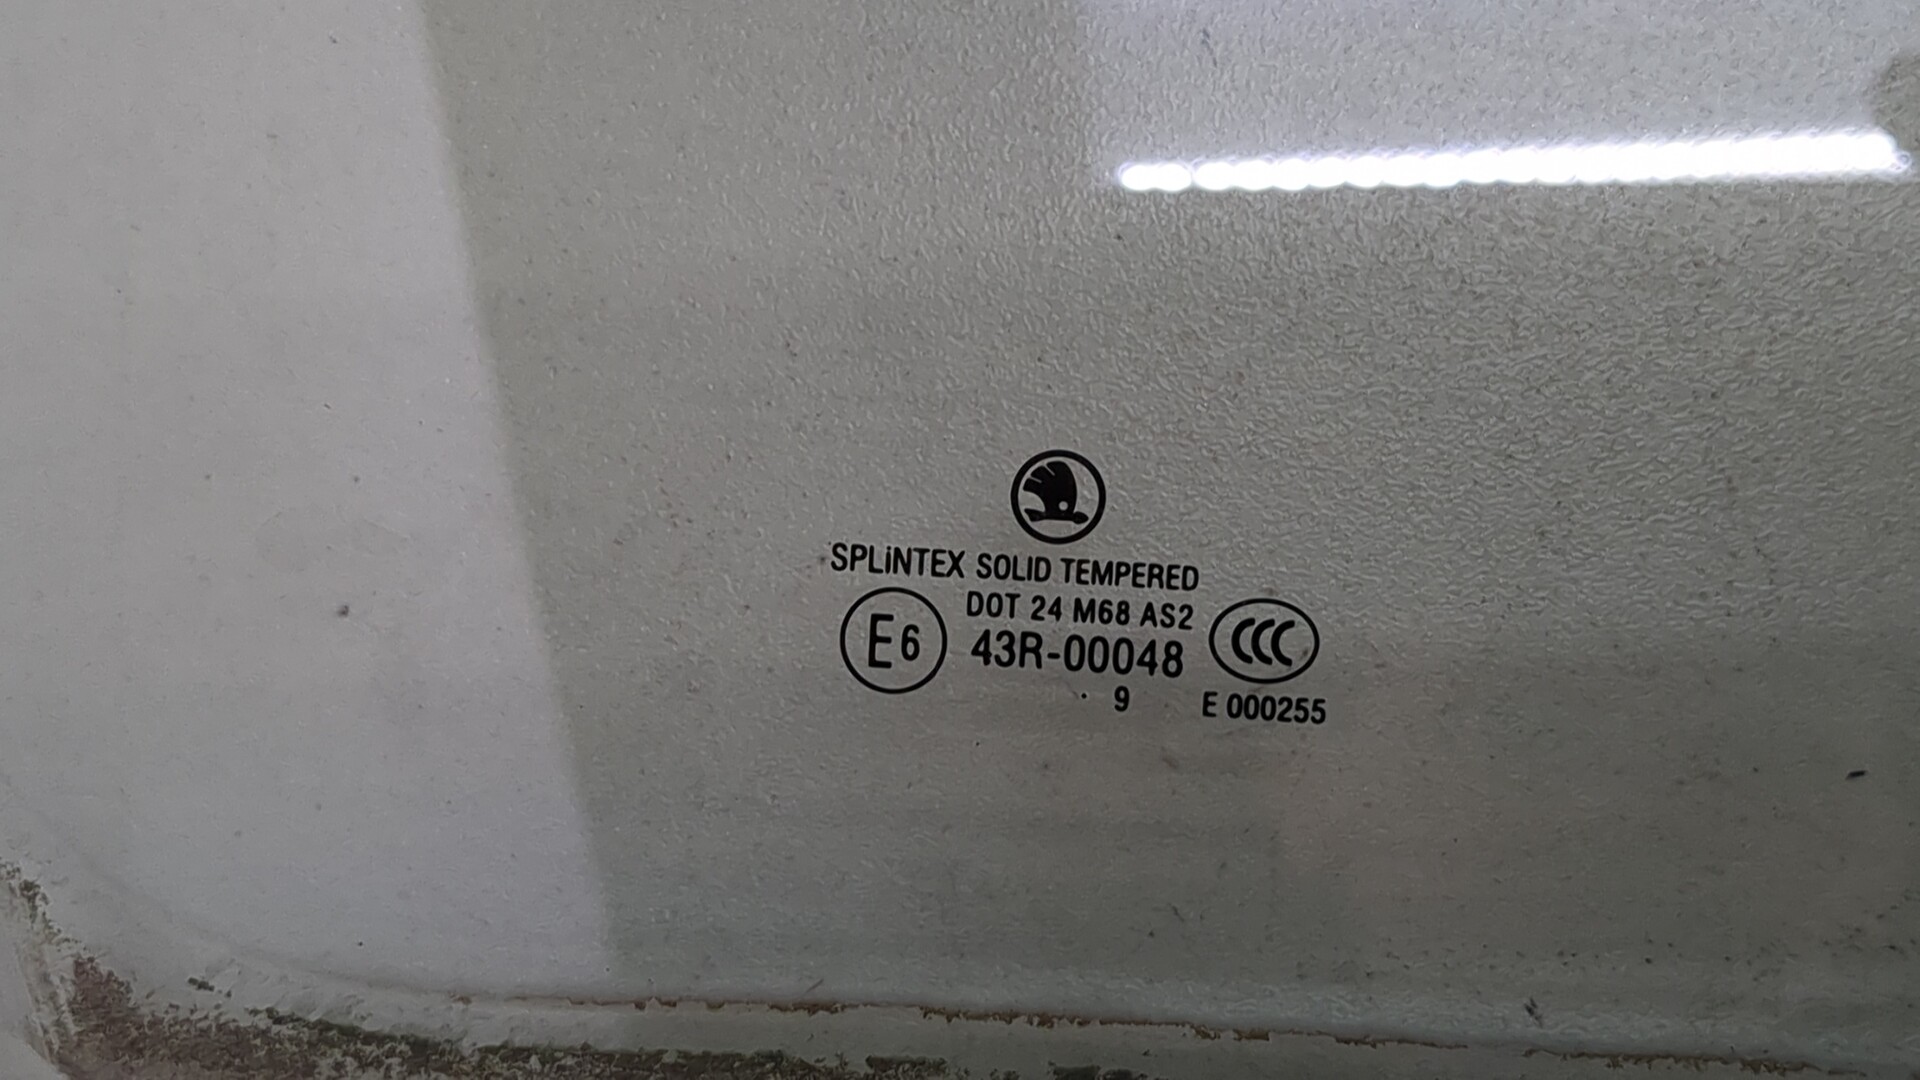 SPLiNTEX SOLID TEMPERED
DOT 24 M68 AS2
E6 43R-00048 CCC
. 9 E 000255